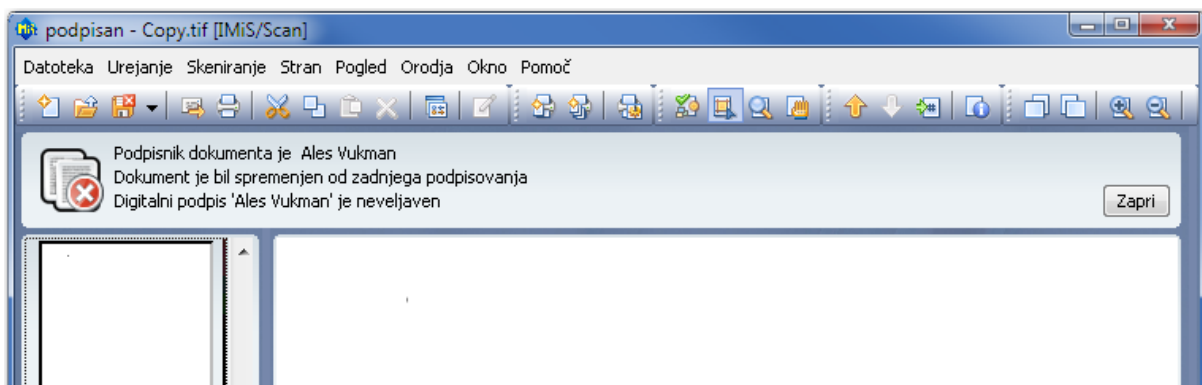 podpisan - Copy.tif [IMiS/Scan]
Datoteka Urejanje Skeniranje Stran Pogled Orodja Okno Pomoč
Podpisnik dokumenta je Ales Vukman
Dokument je bil spremenjen od zadnjega podpisovanja
Digitalni podpis 'Ales Vukman' je neveljaven
Zapri